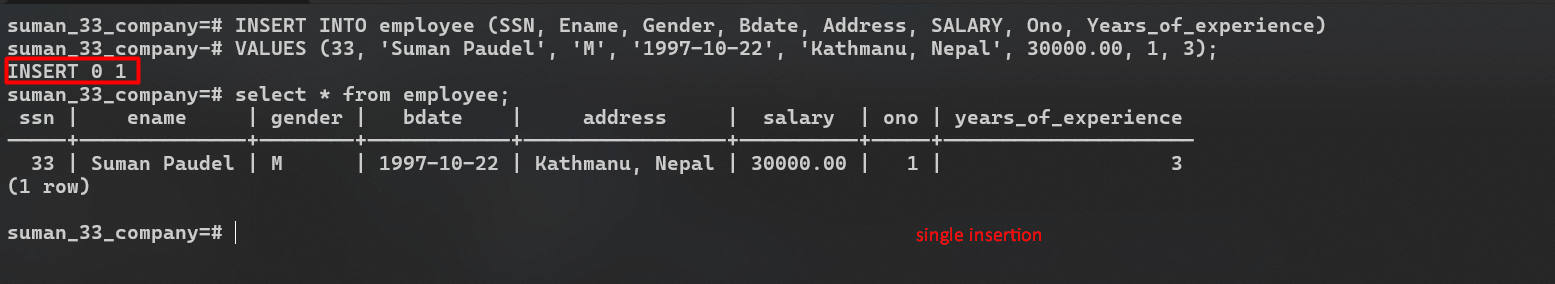 suman_33_company=# INSERT INTO employee (SSN, Ename, Gender, Bdate, Address, SALARY, Ono, Years_of_experience)
suman_33_company-# VALUES (33, 'Suman Paudel', 'M', '1997-10-22', 'Kathmanu, Nepal', 30000.00, 1, 3);
INSERT 0 1
suman_33_company=# select * from employee;
 ssn |    ename     | gender |   bdate    |     address     |  salary  | ono | years_of_experience
-----+--------------+--------+------------+-----------------+----------+-----+---------------------
  33 | Suman Paudel | M      | 1997-10-22 | Kathmanu, Nepal | 30000.00 |   1 |                   3
(1 row)
suman_33_company=#
single insertion